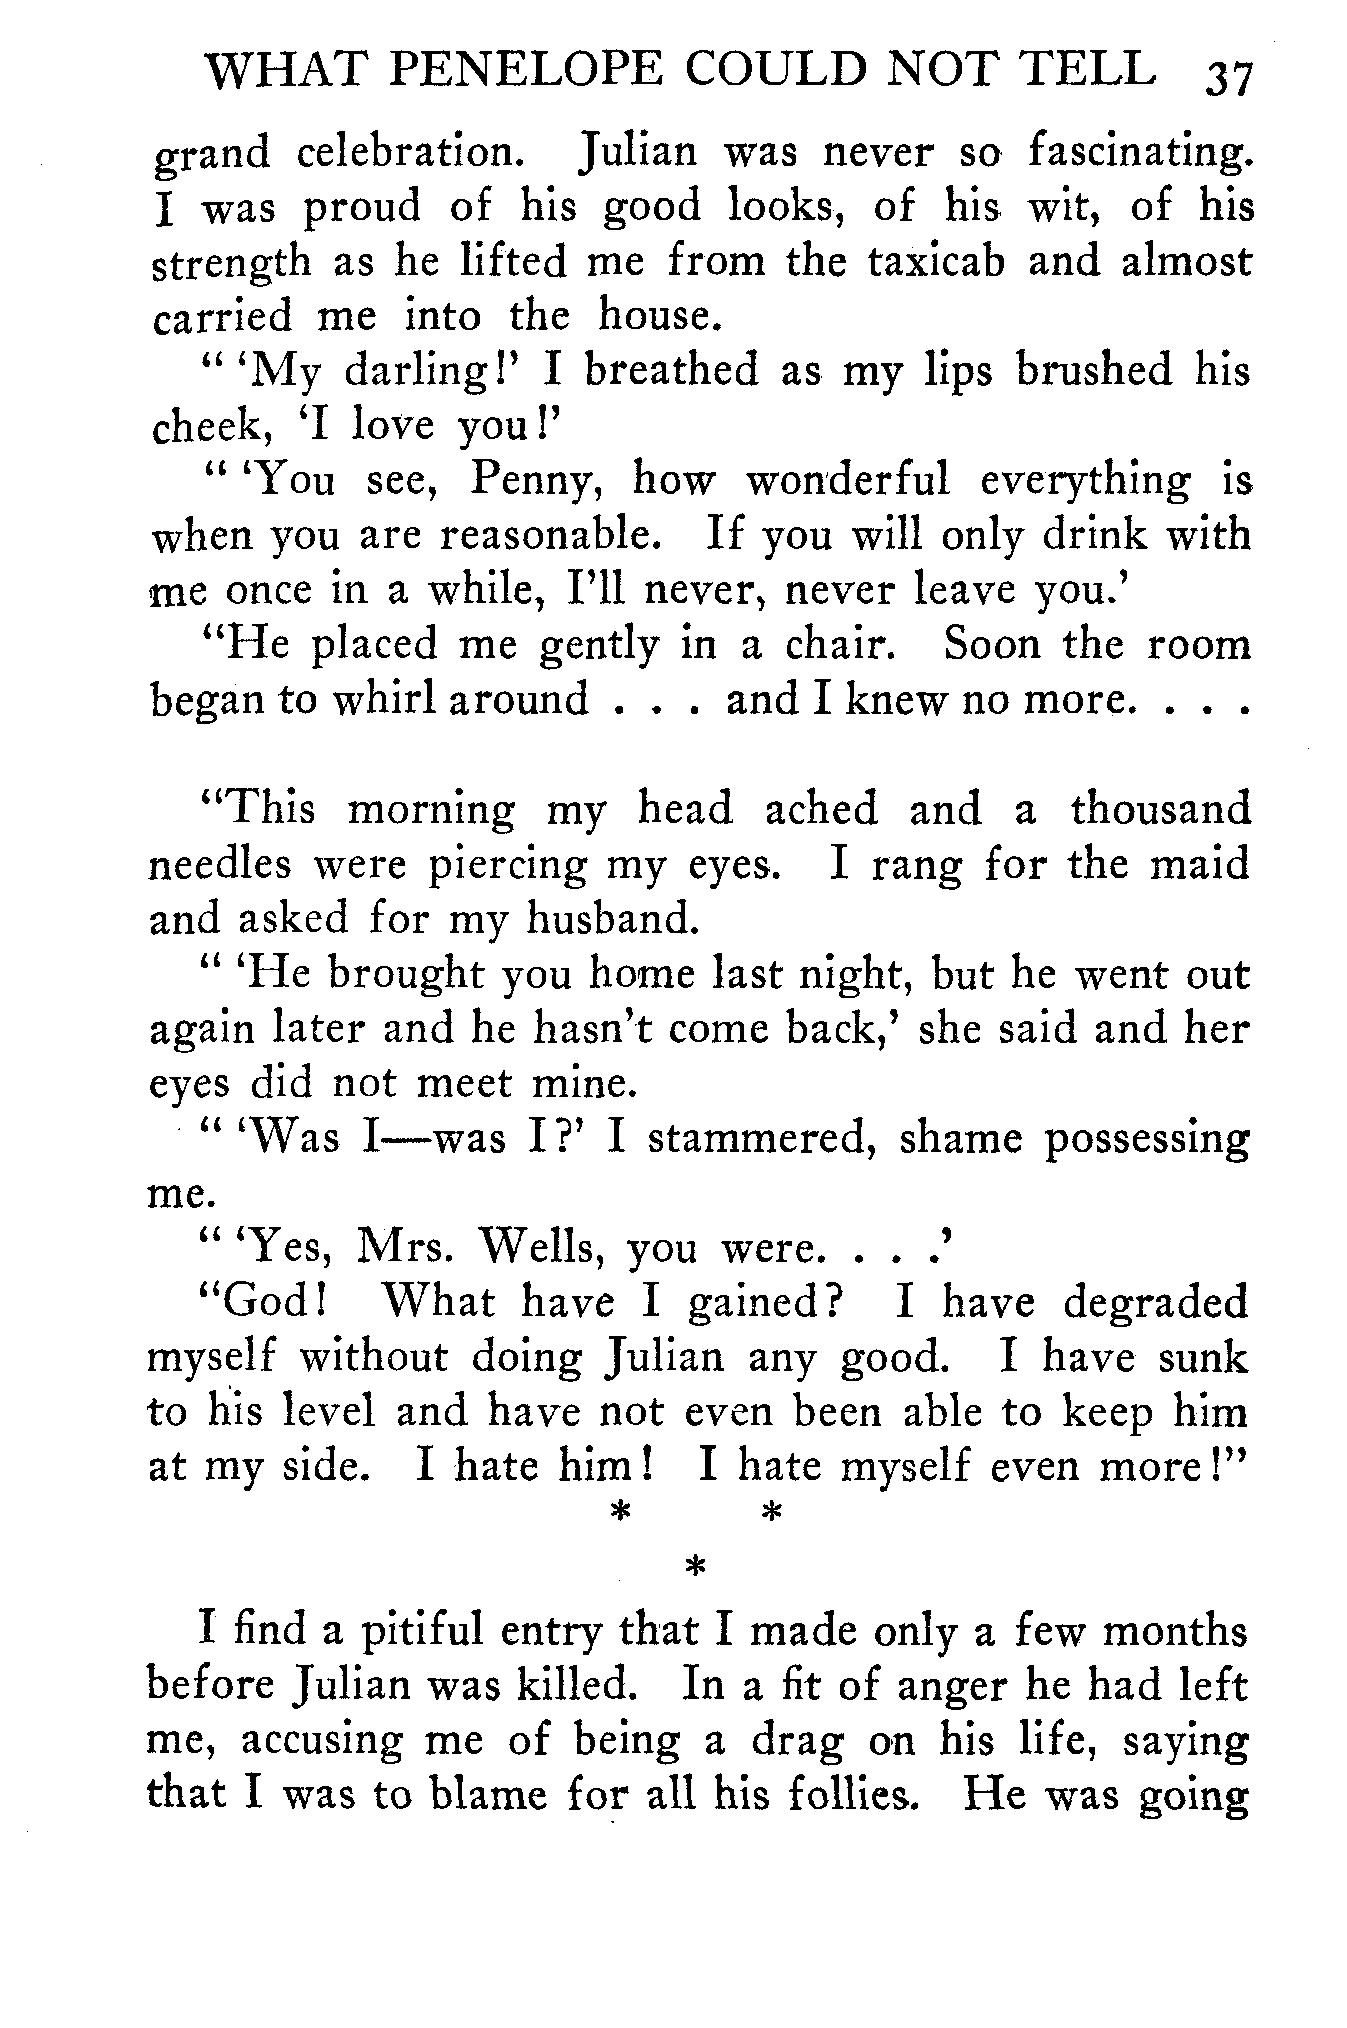 WHAT PENELOPE COULD NOT TELL 37
grand celebration. Julian was never so fascinating.
I was proud of his good looks, of his wit, of his
strength as he lifted me from the taxicab and almost
carried me into the house.
" 'My darling!' I breathed as my lips brushed his
cheek, 'I love you!'
" 'You see, Penny, how wonderful everything is
when you are reasonable. If you will only drink with
me once in a while, I'll never, never leave you.'
"He placed me gently in a chair. Soon the room
began to whirl around . . . and I knew no more. . . .
"This morning my head ached and a thousand
needles were piercing my eyes. I rang for the maid
and asked for my husband.
" 'He brought you home last night, but he went out
again later and he hasn't come back,' she said and her
eyes did not meet mine.
" 'Was I—was I?' I stammered, shame possessing
me.
" 'Yes, Mrs. Wells, you were. . . .'
"God! What have I gained? I have degraded
myself without doing Julian any good. I have sunk
to his level and have not even been able to keep him
at my side. I hate him! I hate myself even more!"
* *
*
I find a pitiful entry that I made only a few months
before Julian was killed. In a fit of anger he had left
me, accusing me of being a drag on his life, saying
that I was to blame for all his follies. He was going